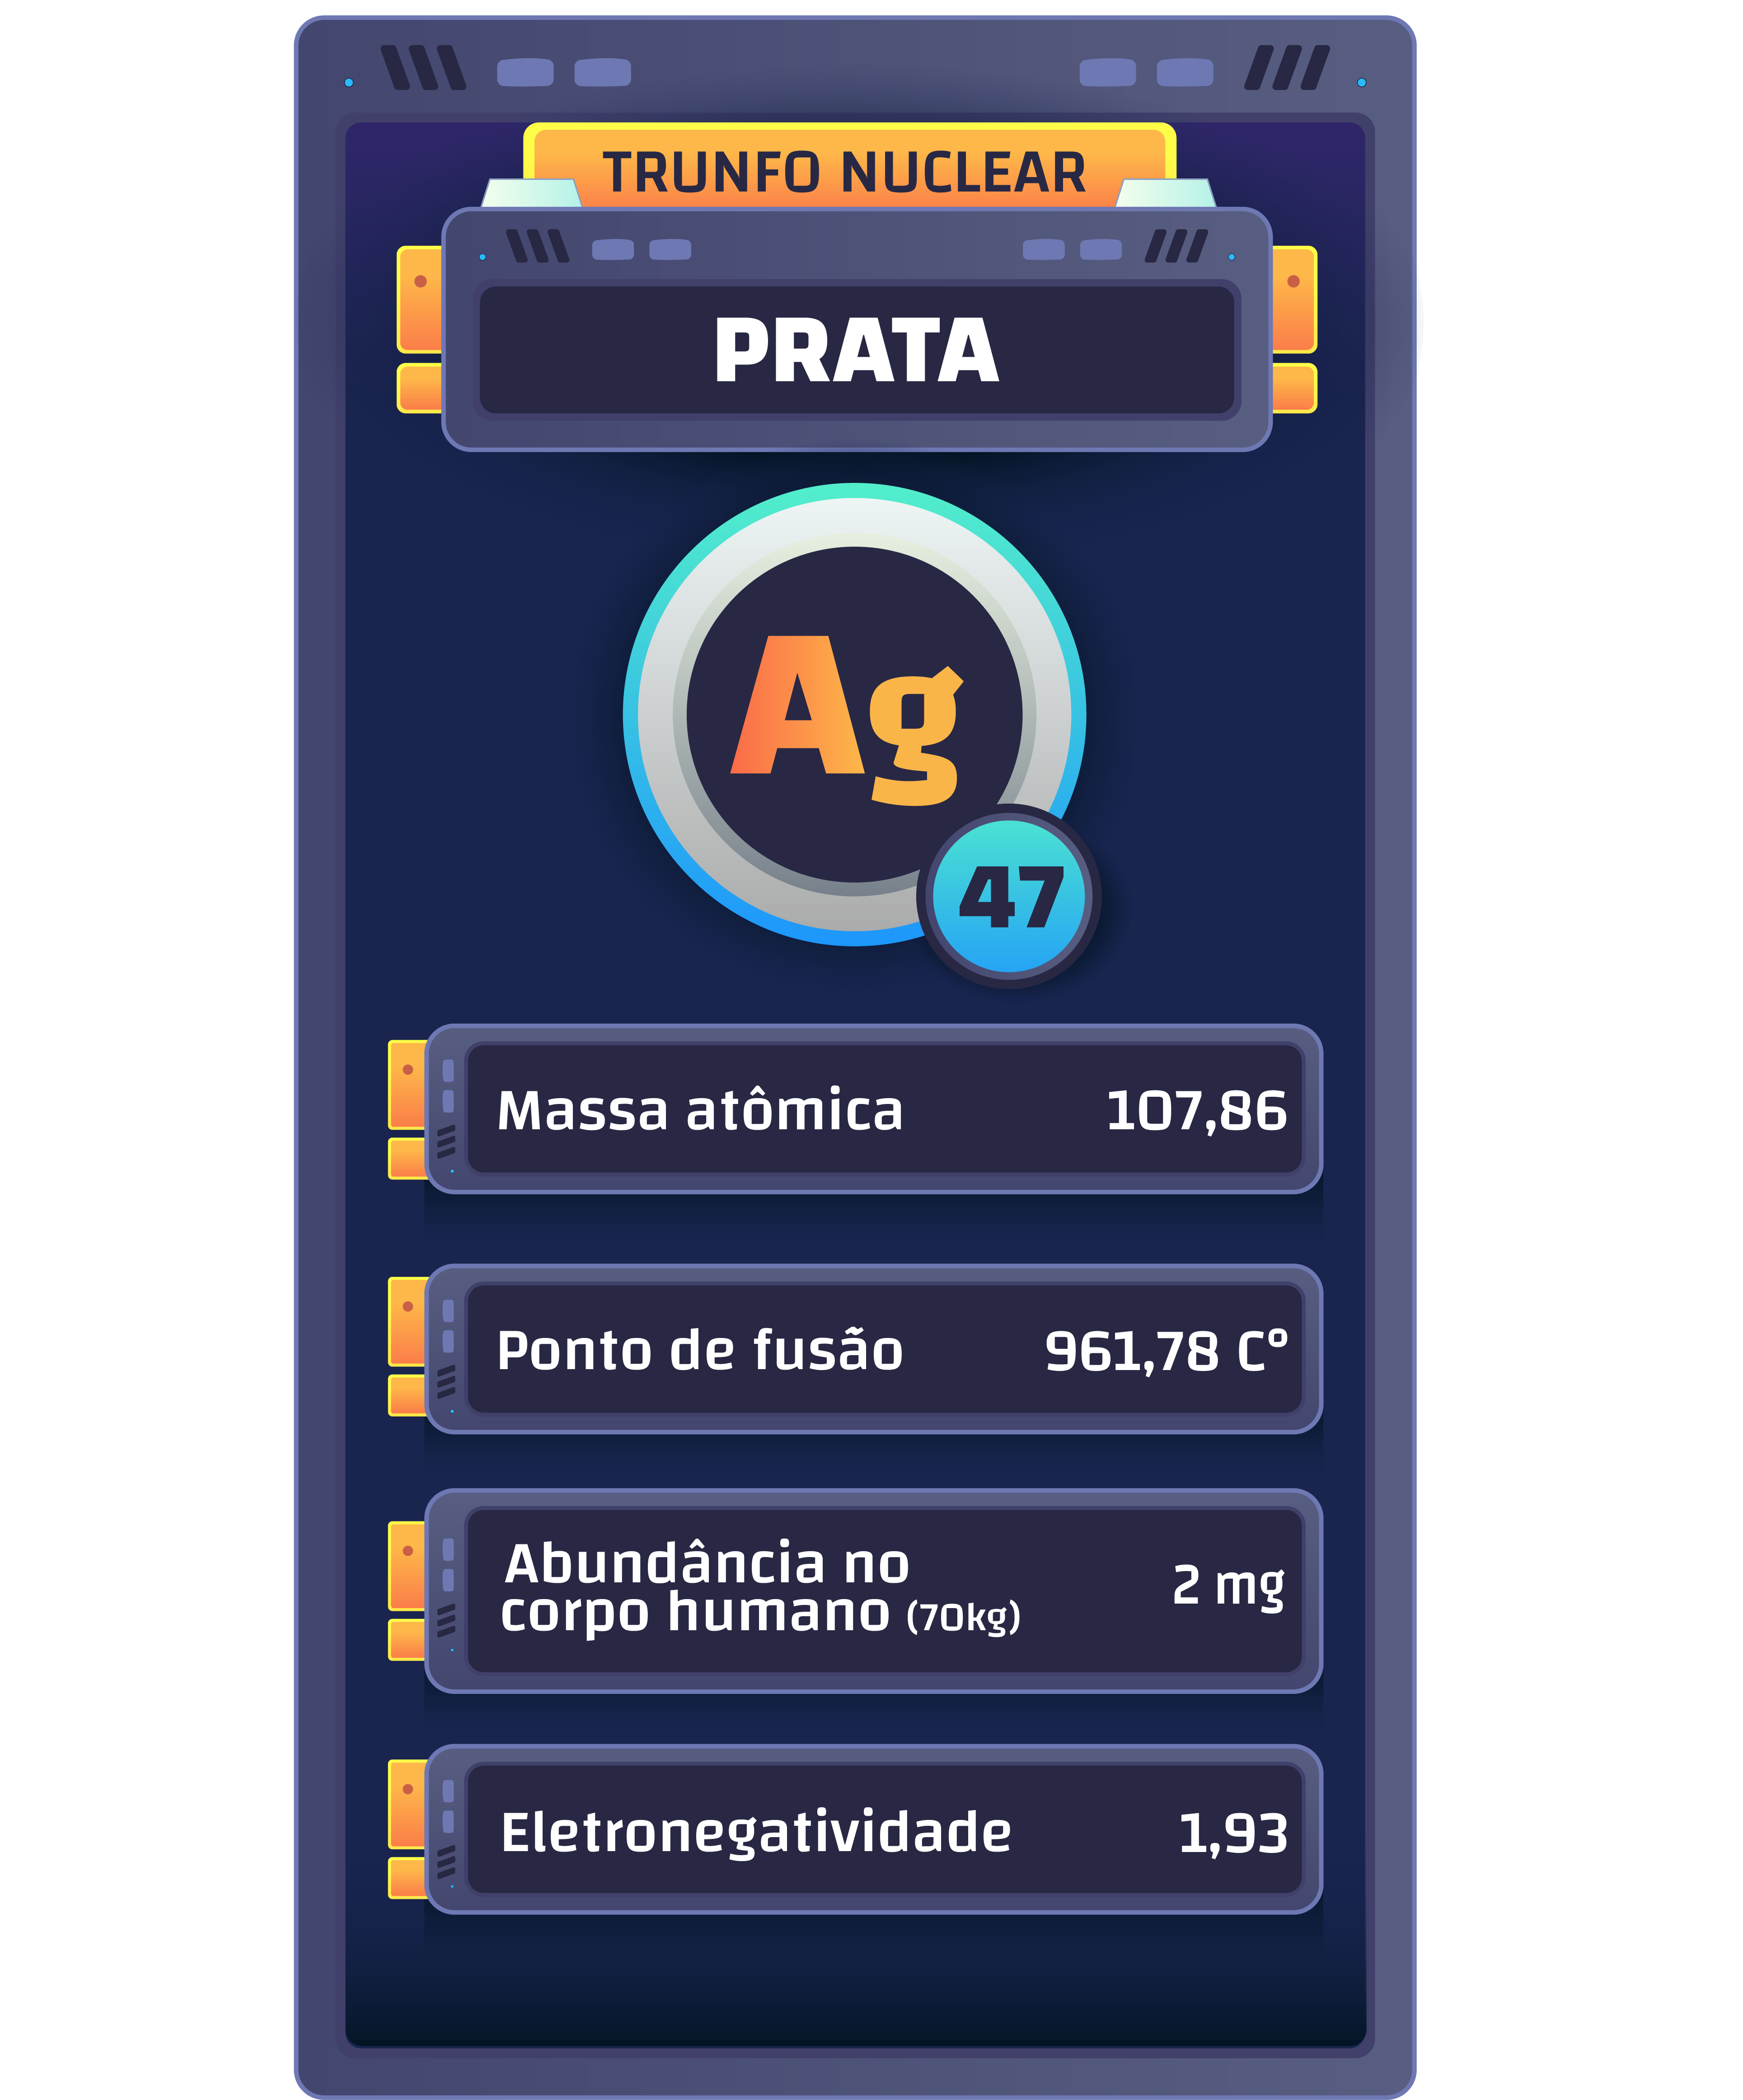 TRUNFO NUCLEAR
PRATA
Ag
47
Massa atômica 107,86
Ponto de fusão 961,78 Cº
Abundância no
corpo humano (70kg) 2 mg
Eletronegatividade 1,93